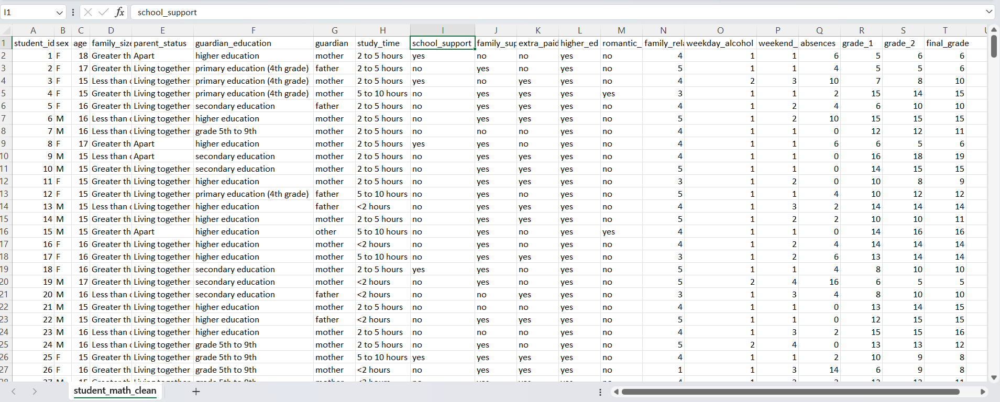 I1 fx school_support
A B C D E F G H I J K L M N O P Q R S T
1 student_id sex age family_size parent_status guardian_education guardian study_time school_support family_sup extra_paid higher_ed romantic_ family_rela weekday_alcohol weekend_ absences grade_1 grade_2 final_grade
2 1 F 18 Greater th Apart higher education mother 2 to 5 hours yes no no yes no 4 1 1 6 5 6 6
3 2 F 17 Greater th Living together primary education (4th grade) father 2 to 5 hours no yes no yes no 5 1 1 4 5 5 6
4 3 F 15 Less than c Living together primary education (4th grade) mother 2 to 5 hours yes no yes yes no 4 2 3 10 7 8 10
5 4 F 15 Greater th Living together primary education (4th grade) mother 5 to 10 hours no yes yes yes yes 3 1 1 2 15 14 15
6 5 F 16 Greater th Living together secondary education father 2 to 5 hours no yes yes yes no 4 1 2 4 6 10 10
7 6 M 16 Less than c Living together higher education mother 2 to 5 hours no yes yes yes no 5 1 2 10 15 15 15
8 7 M 16 Less than c Living together grade 5th to 9th mother 2 to 5 hours no no no yes no 4 1 1 0 12 12 11
9 8 F 17 Greater th Apart higher education mother 2 to 5 hours yes yes no yes no 4 1 1 6 6 5 6
10 9 M 15 Less than c Apart secondary education mother 2 to 5 hours no yes yes yes no 4 1 1 0 16 18 19
11 10 M 15 Greater th Living together secondary education mother 2 to 5 hours no yes yes yes no 5 1 1 0 14 15 15
12 11 F 15 Greater th Living together higher education mother 2 to 5 hours no yes yes yes no 3 1 2 0 10 8 9
13 12 F 15 Greater th Living together primary education (4th grade) father 5 to 10 hours no yes no yes no 5 1 1 4 10 12 12
14 13 M 15 Less than c Living together higher education father <2 hours no yes yes yes no 4 1 3 2 14 14 14
15 14 M 15 Greater th Living together higher education mother 2 to 5 hours no yes yes yes no 5 1 2 2 10 10 11
16 15 M 15 Greater th Apart higher education other 5 to 10 hours no yes no yes yes 4 1 1 0 14 16 16
17 16 F 16 Greater th Living together higher education mother <2 hours no yes no yes no 4 1 2 4 14 14 14
18 17 F 16 Greater th Living together higher education mother 5 to 10 hours no yes yes yes no 3 1 2 6 13 14 14
19 18 F 16 Greater th Living together secondary education mother 2 to 5 hours yes yes no yes no 5 1 1 4 8 10 10
20 19 M 17 Greater th Living together secondary education mother <2 hours no yes no yes no 5 2 4 16 6 5 5
21 20 M 16 Less than c Living together secondary education father <2 hours no no yes yes no 3 1 3 4 8 10 10
22 21 M 15 Greater th Living together higher education mother 2 to 5 hours no no no yes no 4 1 1 0 13 14 15
23 22 M 15 Greater th Living together higher education father <2 hours no yes yes yes no 5 1 1 0 12 15 15
24 23 M 16 Less than c Living together higher education mother 2 to 5 hours no no no yes no 4 1 3 2 15 15 16
25 24 M 16 Less than c Living together grade 5th to 9th mother 2 to 5 hours no yes no yes no 5 2 4 0 13 13 12
26 25 F 15 Greater th Living together grade 5th to 9th mother 5 to 10 hours yes yes yes yes no 4 1 1 2 10 9 8
27 26 F 16 Greater th Living together grade 5th to 9th mother <2 hours no yes yes yes no 1 1 3 14 6 9 8
student_math_clean